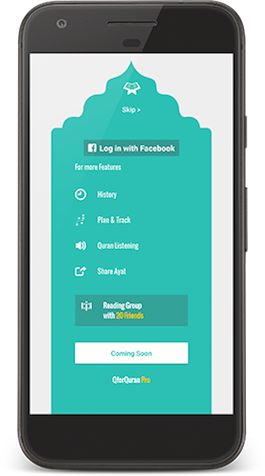 Skip >
Log in with Facebook
For more Features
History
Plan & Track
Quran Listening
Share Ayat
Reading Group
with 20 Friends
Coming Soon
QforQuran Pro